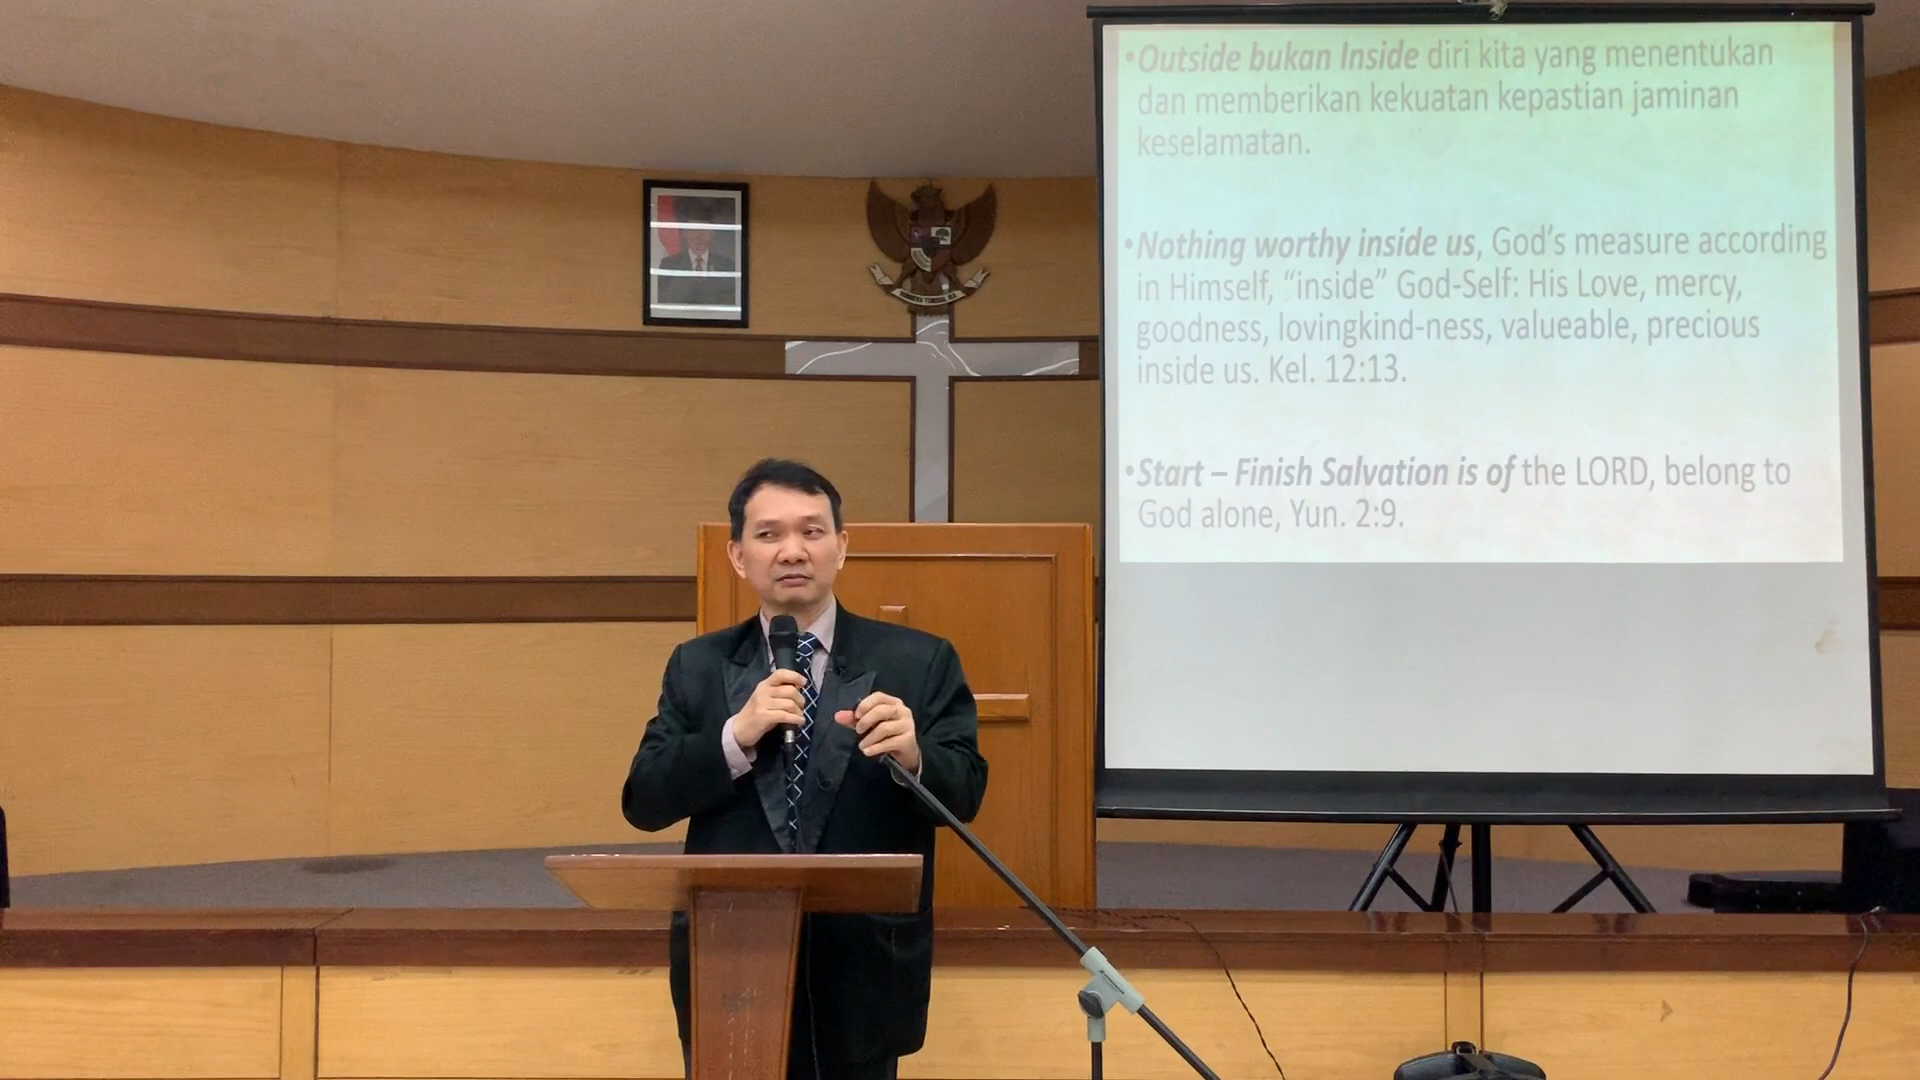 •Outside bukan Inside diri kita yang menentukan
dan memberikan kekuatan kepastian jaminan
keselamatan.
•Nothing worthy inside us, God's measure according
in Himself, “inside” God-Self: His Love, mercy,
goodness, lovingkind-ness, valueable, precious
inside us. Kel. 12:13.
•Start – Finish Salvation is of the LORD, belong to
God alone, Yun. 2:9.